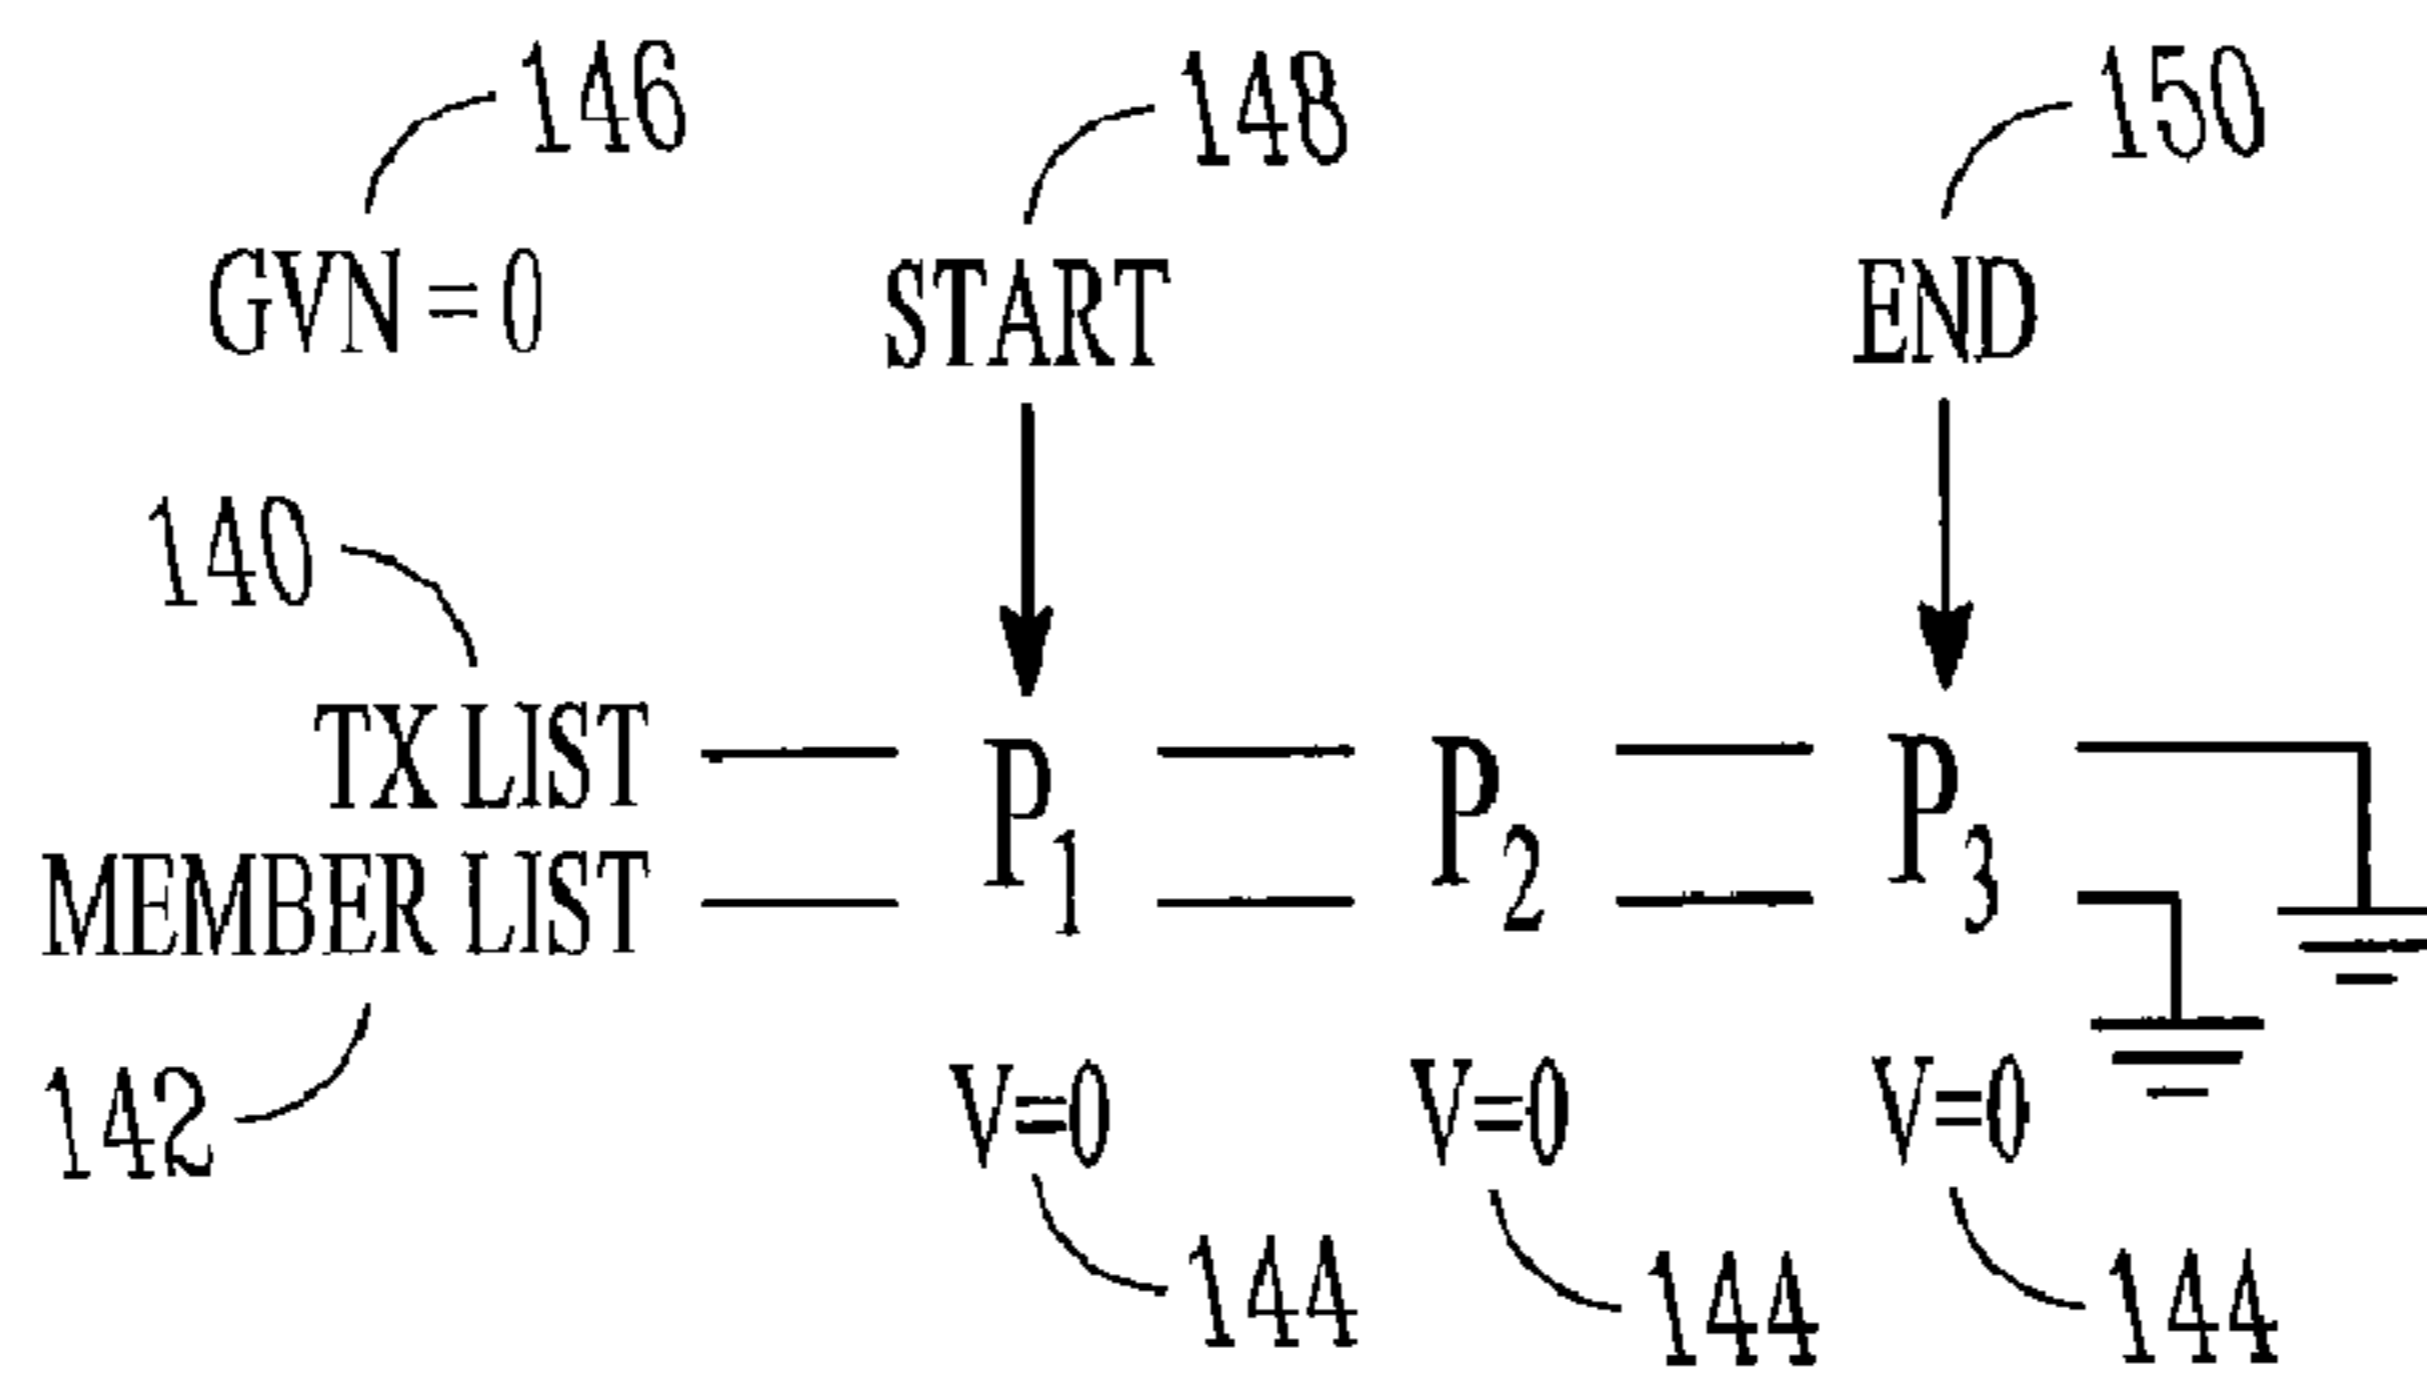 146 148 150
GVN = 0 START END
140
TX LIST
MEMBER LIST
P1 P2 P3
142
V=0 V=0 V=0
144 144 144